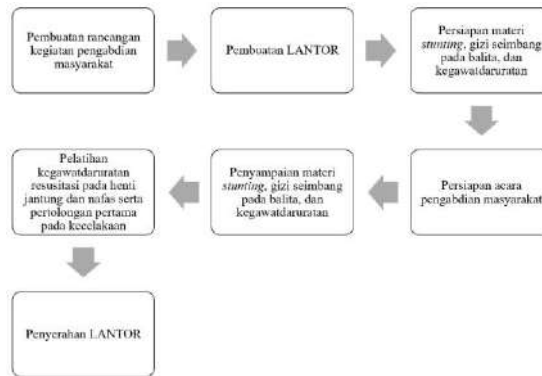 Pembuatan rancangan
kegiatan pengabdian
masyarakat
Pembuatan LANTOR
Persiapan materi
stunting, gizi seimbang
pada balita, dan
kegawatdaruratan
Persiapan acara
pengabdian masyarakat
Penyampaian materi
stunting, gizi seimbang
pada balita, dan
kegawatdaruratan
Pelatihan
kegawatdaruratan
resusitasi pada henti
jantung dan nafas serta
pertolongan pertama
pada kecelakaan
Penyerahan LANTOR